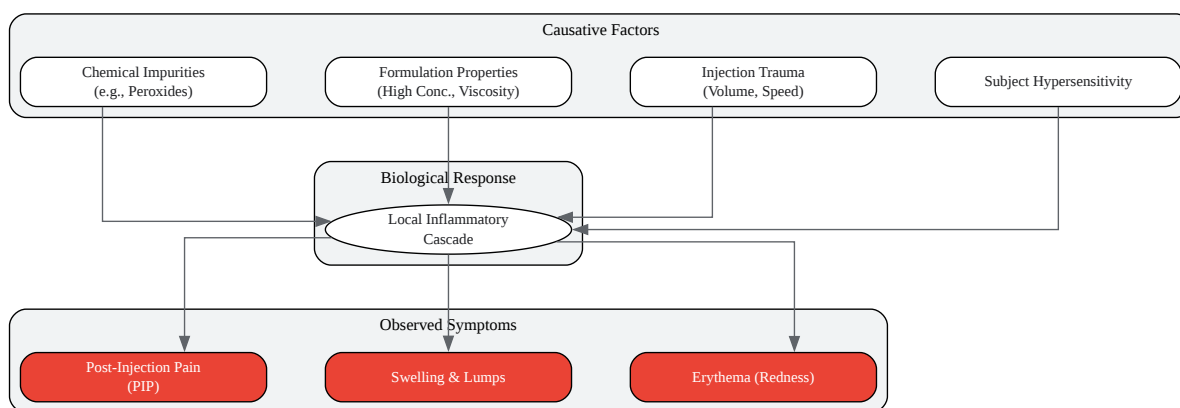 Causative Factors
Chemical Impurities
(e.g., Peroxides)
Formulation Properties
(High Conc., Viscosity)
Injection Trauma
(Volume, Speed)
Subject Hypersensitivity
Biological Response
Local Inflammatory
Cascade
Observed Symptoms
Post-Injection Pain
(PIP)
Swelling & Lumps
Erythema (Redness)